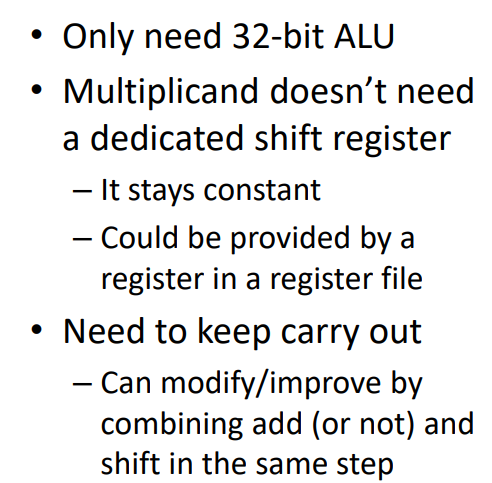 • Only need 32-bit ALU
• Multiplicand doesn’t need
a dedicated shift register
– It stays constant
– Could be provided by a
register in a register file
• Need to keep carry out
– Can modify/improve by
combining add (or not) and
shift in the same step